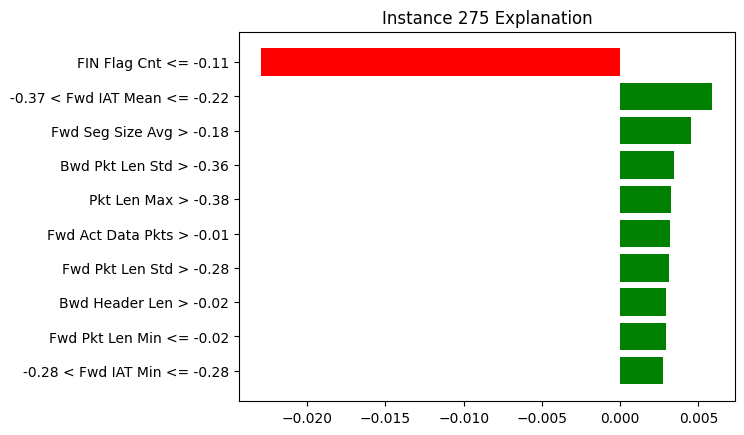 Instance 275 Explanation
FIN Flag Cnt <= -0.11
-0.37 < Fwd IAT Mean <= -0.22
Fwd Seg Size Avg > -0.18
Bwd Pkt Len Std > -0.36
Pkt Len Max > -0.38
Fwd Act Data Pkts > -0.01
Fwd Pkt Len Std > -0.28
Bwd Header Len > -0.02
Fwd Pkt Len Min <= -0.02
-0.28 < Fwd IAT Min <= -0.28
−0.020 −0.015 −0.010 −0.005 0.000 0.005